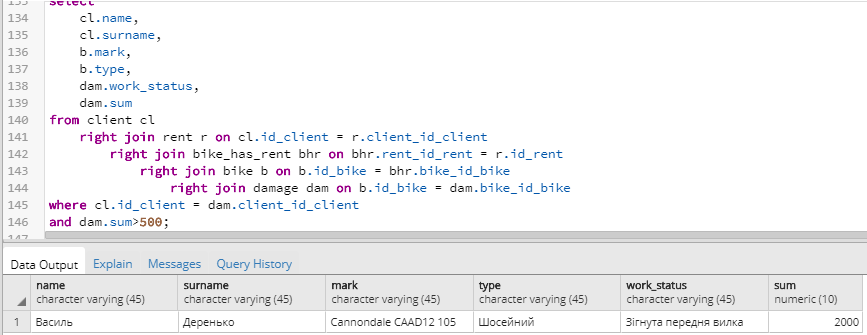 133 select
134 cl.name,
135 cl.surname,
136 b.mark,
137 b.type,
138 dam.work_status,
139 dam.sum
140 from client cl
141 right join rent r on cl.id_client = r.client_id_client
142 right join bike_has_rent bhr on bhr.rent_id_rent = r.id_rent
143 right join bike b on b.id_bike = bhr.bike_id_bike
144 right join damage dam on b.id_bike = dam.bike_id_bike
145 where cl.id_client = dam.client_id_client
146 and dam.sum>500;
147
Data Output Explain Messages Query History
name surname mark type work_status sum
character varying (45) character varying (45) character varying (45) character varying (45) character varying (45) numeric (10)
1 Василь Деренько Cannondale CAAD12 105 Шосейний Зігнута передня вилка 2000